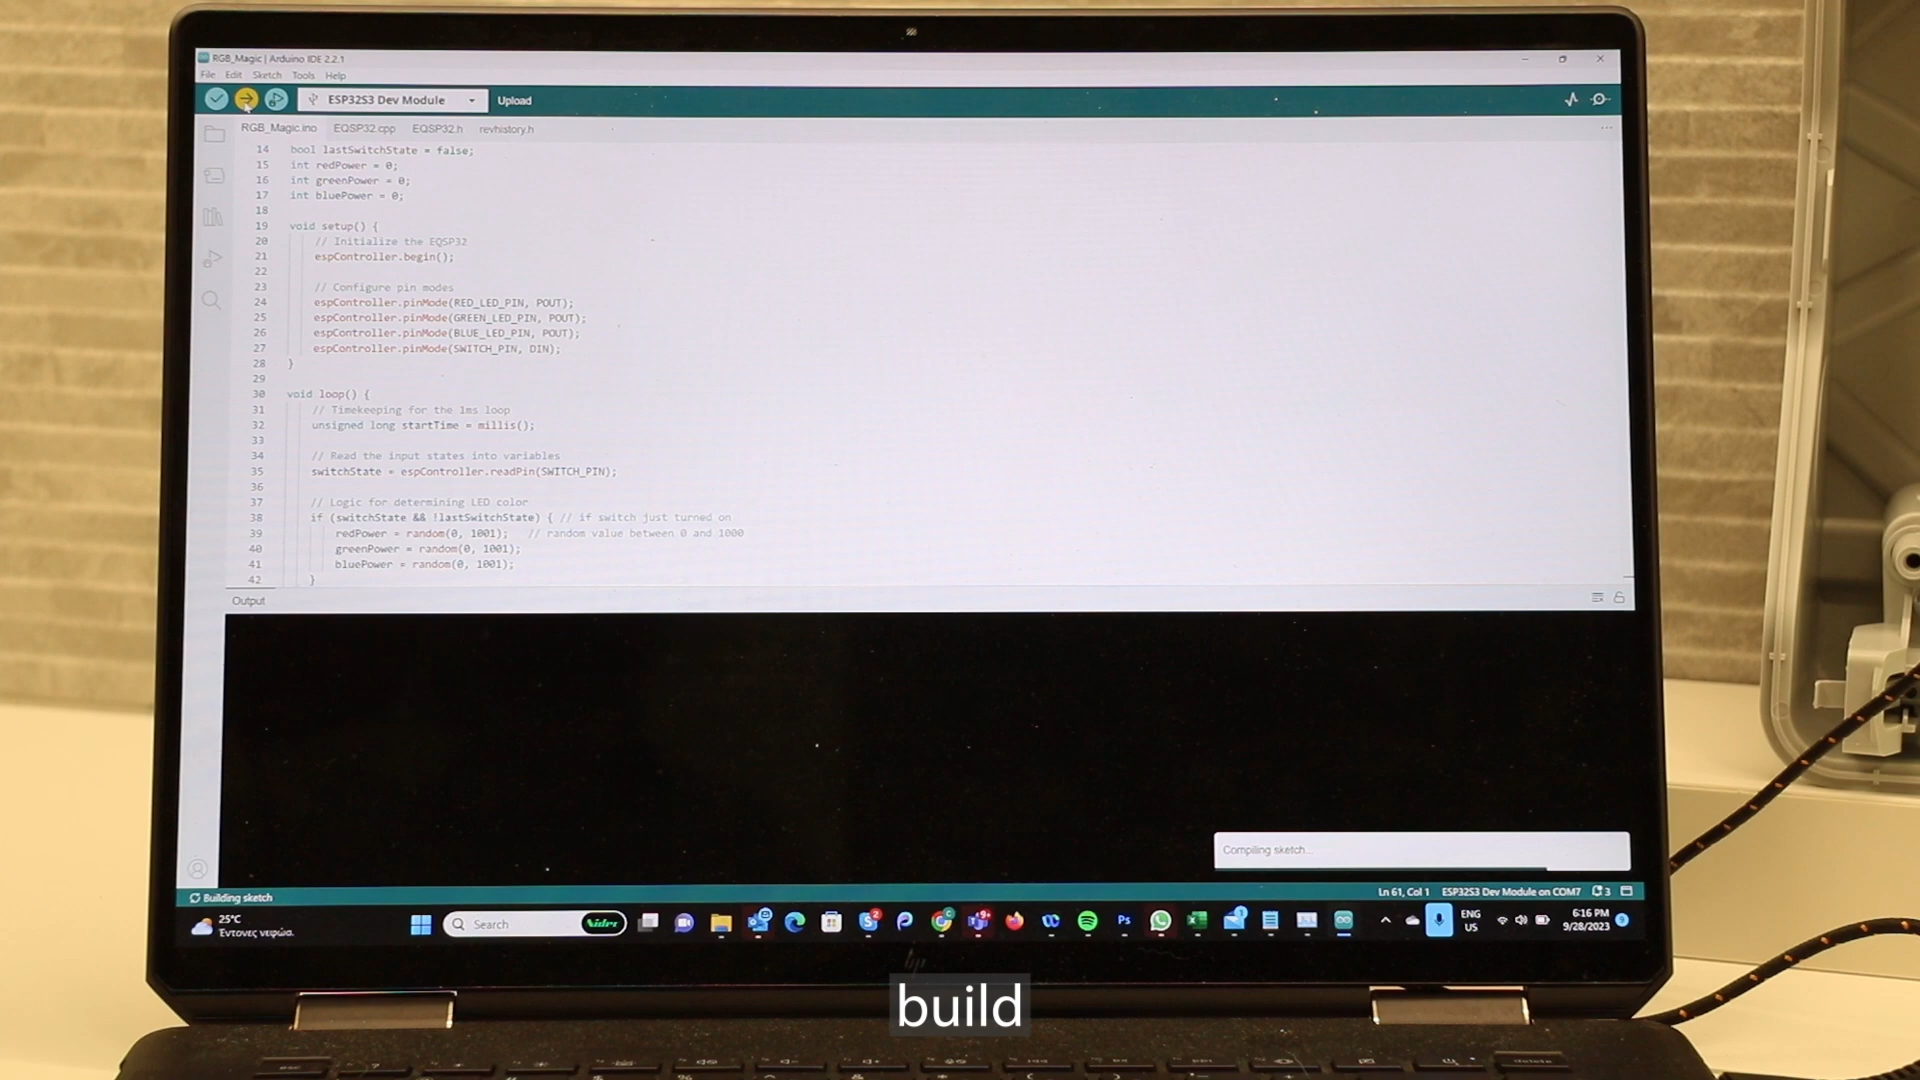 RGB_Magic | Arduino IDE 2.2.1
File Edit Sketch Tools Help
ESP32S3 Dev Module Upload
RGB_Magic.ino EQSP32.cpp EQSP32.h revhistory.h
14 bool lastSwitchState = false;
15 int redPower = 0;
16 int greenPower = 0;
17 int bluePower = 0;
18
19 void setup() {
20 // Initialize the EQSP32
21 espController.begin();
22
23 // Configure pin modes
24 espController.pinMode(RED_LED_PIN, POUT);
25 espController.pinMode(GREEN_LED_PIN, POUT);
26 espController.pinMode(BLUE_LED_PIN, POUT);
27 espController.pinMode(SWITCH_PIN, DIN);
28 }
29
30 void loop() {
31 // Timekeeping for the 1ms loop
32 unsigned long startTime = millis();
33
34 // Read the input states into variables
35 switchState = espController.readPin(SWITCH_PIN);
36
37 // Logic for determining LED color
38 if (switchState && !lastSwitchState) { // if switch just turned on
39 redPower = random(0, 1001); // random value between 0 and 1000
40 greenPower = random(0, 1001);
41 bluePower = random(0, 1001);
42 }
Output
Compiling sketch...
Building sketch
Ln 61, Col 1 ESP32S3 Dev Module on COM7 3
25°C
Έντονες νεφώσ.
Search
ENG
US
6:16 PM
9/28/2023
hp
build